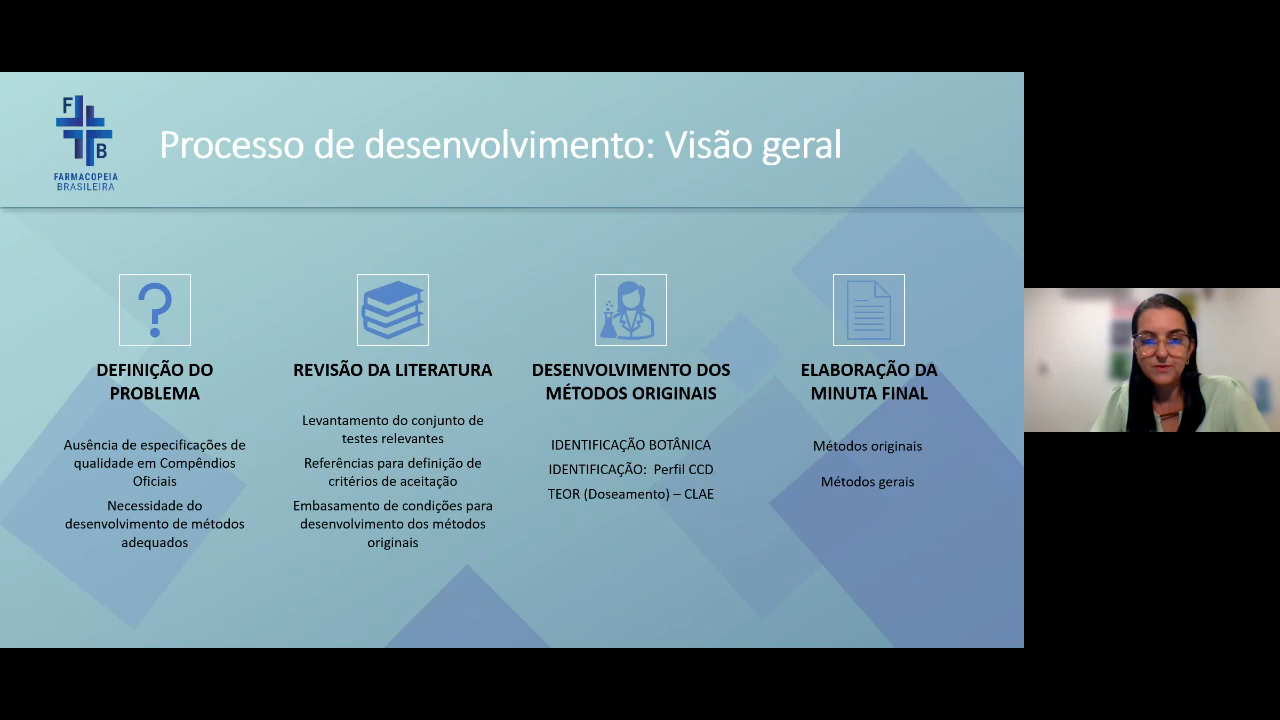 F
B
FARMACOPEIA
BRASILEIRA
Processo de desenvolvimento: Visão geral
DEFINIÇÃO DO
PROBLEMA
Ausência de especificações de
qualidade em Compêndios
Oficiais
Necessidade do
desenvolvimento de métodos
adequados
REVISÃO DA LITERATURA
Levantamento do conjunto de
testes relevantes
Referências para definição de
critérios de aceitação
Embasamento de condições para
desenvolvimento dos métodos
originais
DESENVOLVIMENTO DOS
MÉTODOS ORIGINAIS
IDENTIFICAÇÃO BOTÂNICA
IDENTIFICAÇÃO: Perfil CCD
TEOR (Doseamento) – CLAE
ELABORAÇÃO DA
MINUTA FINAL
Métodos originais
Métodos gerais